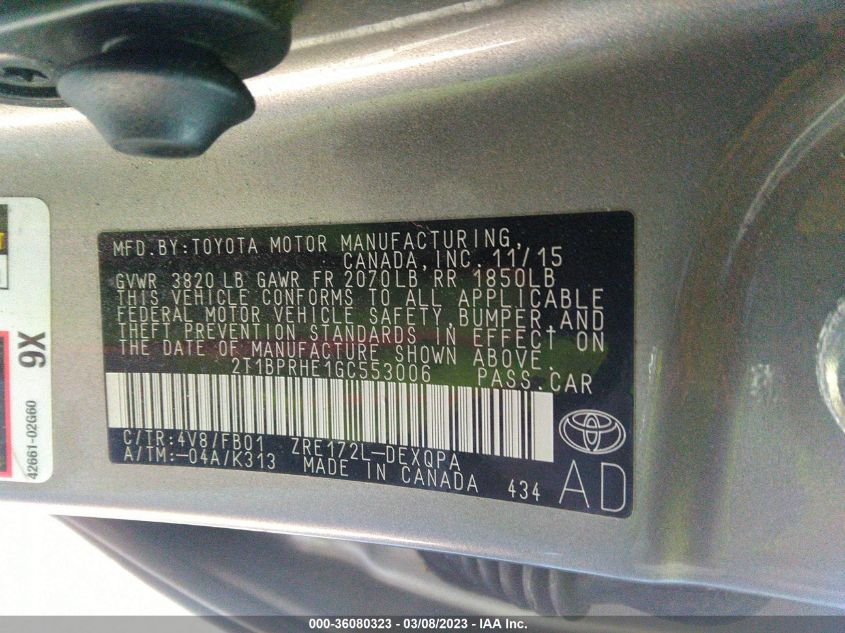 MFD.BY:TOYOTA MOTOR MANUFACTURING,
CANADA,INC. 11/15
GVWR 3820 LB GAWR FR 2070LB RR 1850LB
THIS VEHICLE CONFORMS TO ALL APPLICABLE
FEDERAL MOTOR VEHICLE SAFETY, BUMPER,AND
THEFT PREVENTION STANDARDS IN EFFECT ON
THE DATE OF MANUFACTURE SHOWN ABOVE.
2T1BPRHE1GC553006 PASS.CAR
C/TR:4V8/FB01 ZRE172L-DEXQPA
A/TM:-04A/K313 MADE IN CANADA 434 AD
9X
42661-02G60
000-36080323 - 03/08/2023 - IAA Inc.